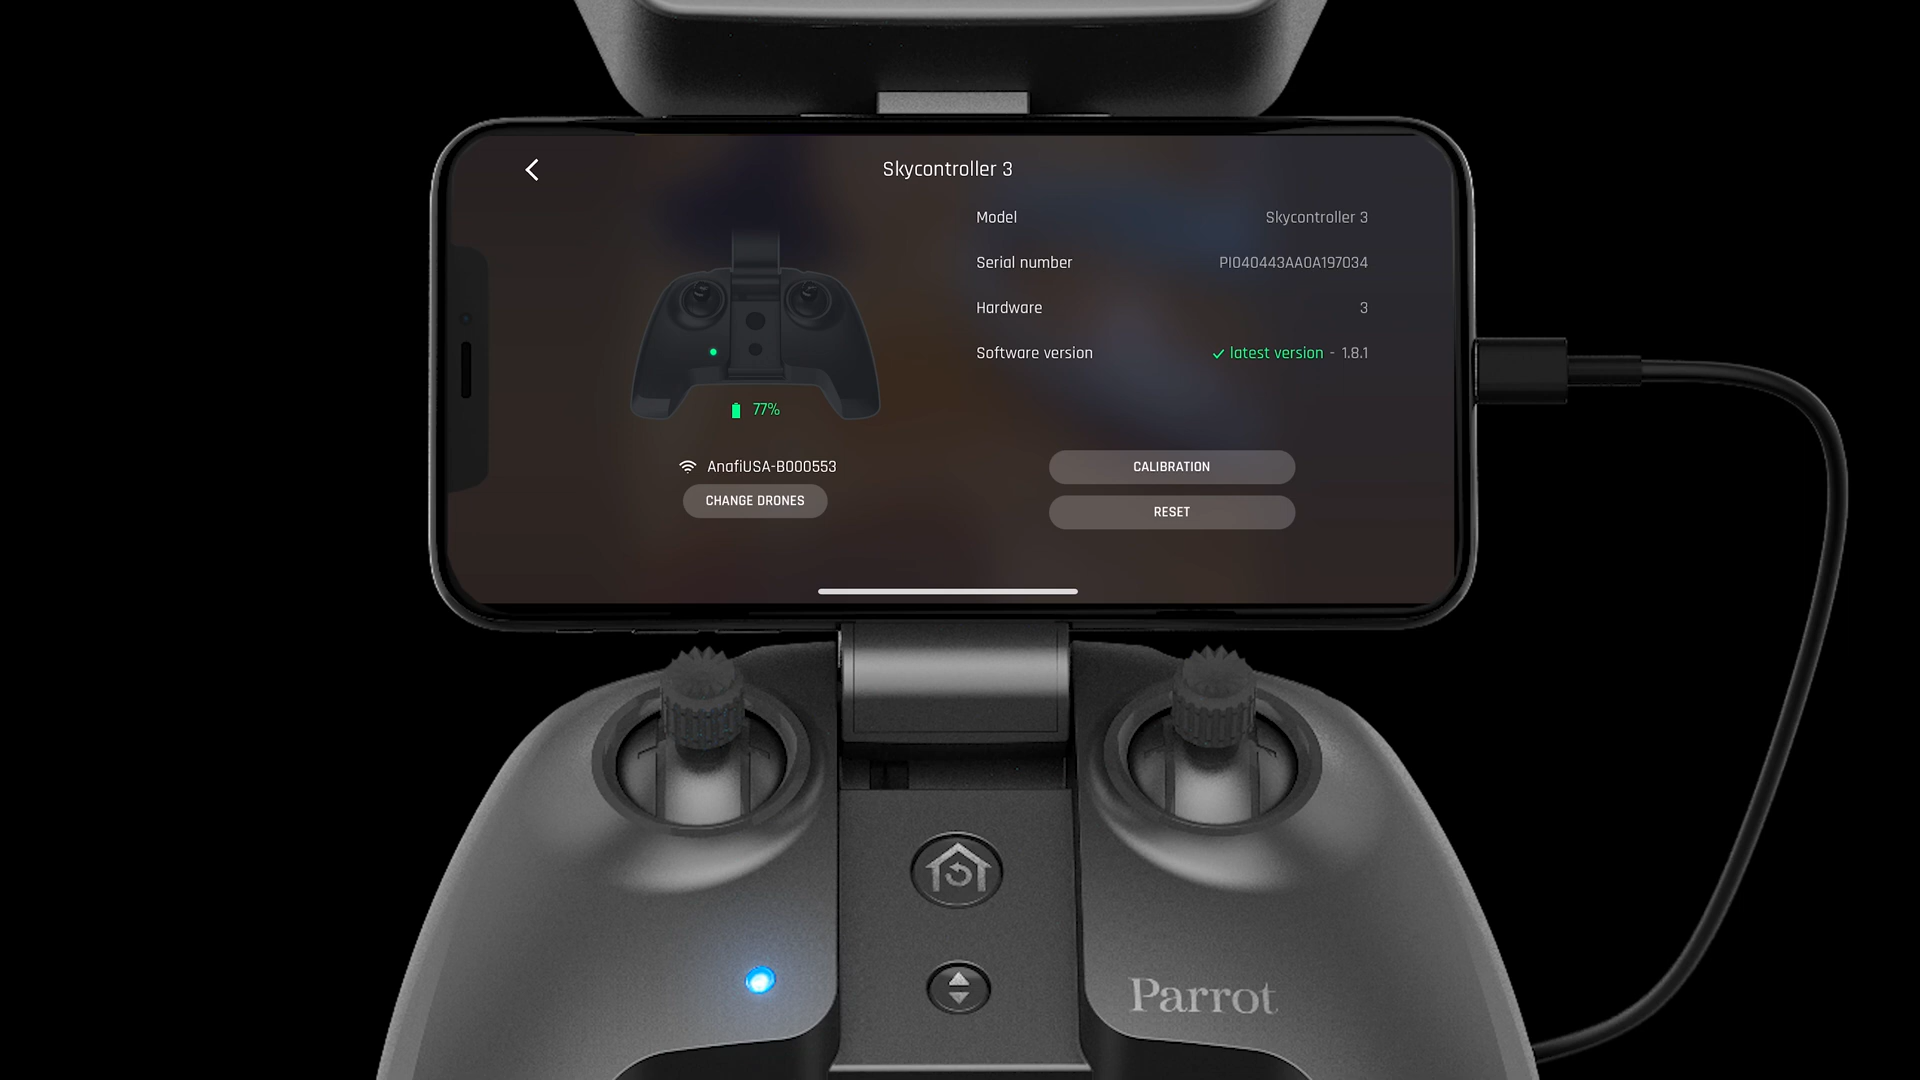 Skycontroller 3
Model Skycontroller 3
Serial number PI040443AA0A197034
Hardware 3
Software version latest version - 1.8.1
77%
AnafiUSA-B000553
CHANGE DRONES
CALIBRATION
RESET
Parrot